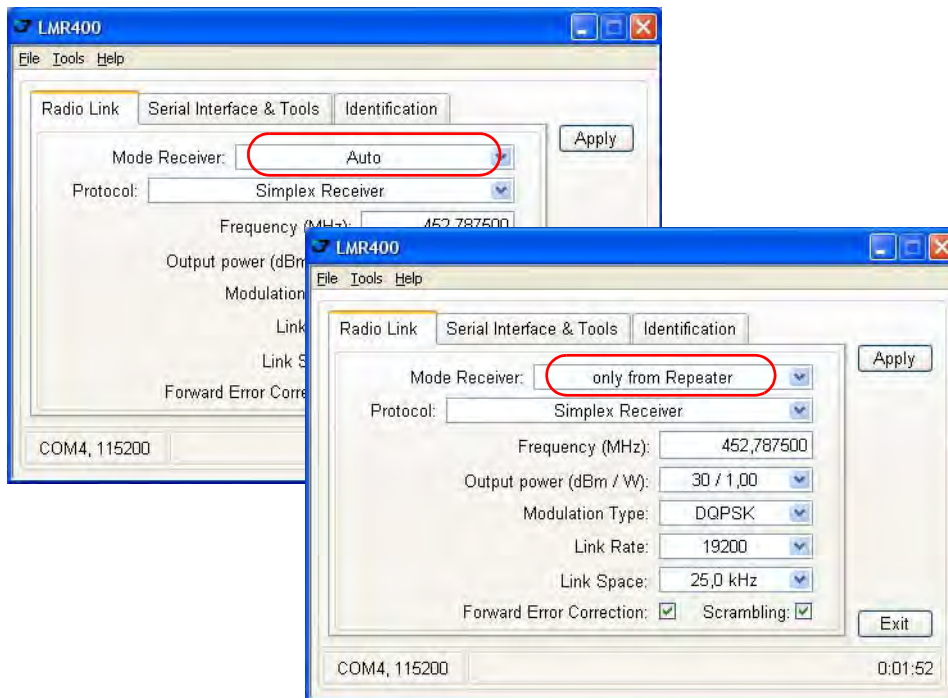 LMR400
File Tools Help
Radio Link Serial Interface & Tools Identification
Mode Receiver: Auto
Apply
Protocol: Simplex Receiver
Frequency (MHz): 452,787500
Output power (dBm
Modulation
Link
Link S
Forward Error Corre
COM4, 115200
LMR400
File Tools Help
Radio Link Serial Interface & Tools Identification
Mode Receiver: only from Repeater
Apply
Protocol: Simplex Receiver
Frequency (MHz): 452,787500
Output power (dBm / W): 30 / 1,00
Modulation Type: DQPSK
Link Rate: 19200
Link Space: 25,0 kHz
Forward Error Correction: Scrambling:
Exit
COM4, 115200 0:01:52